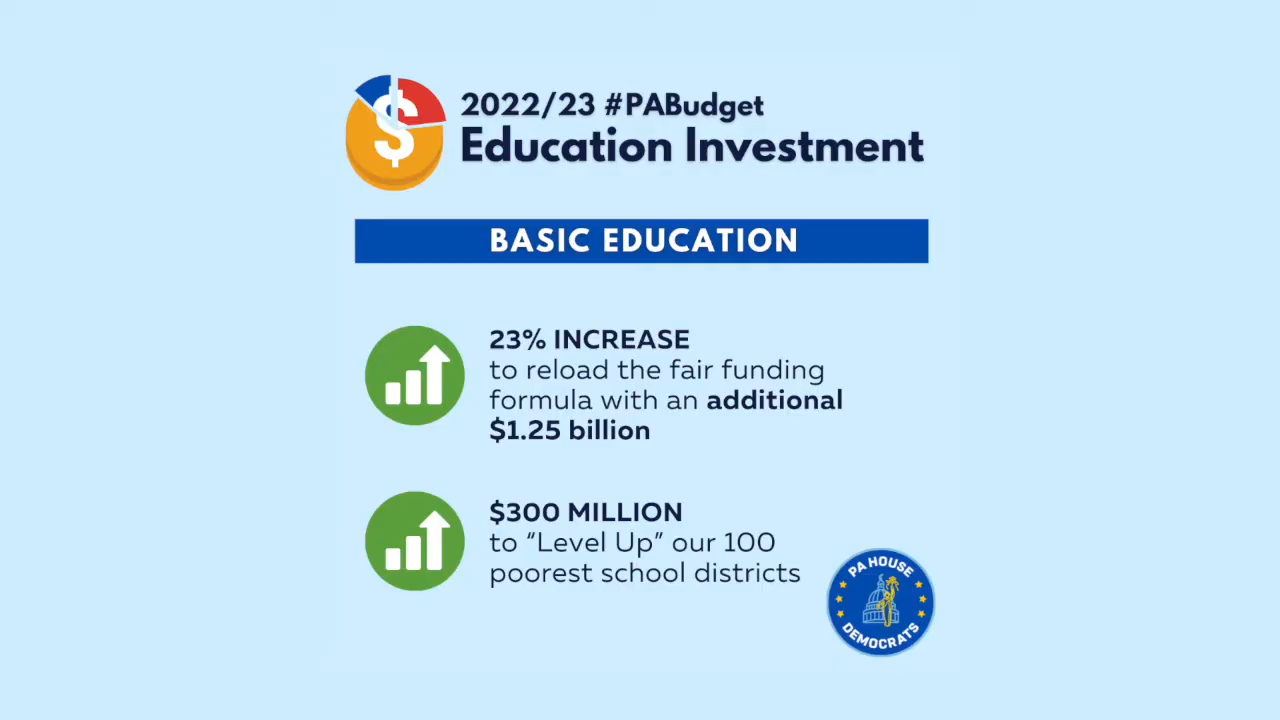 2022/23 #PABudget
Education Investment
BASIC EDUCATION
23% INCREASE
to reload the fair funding
formula with an additional
$1.25 billion
$300 MILLION
to “Level Up” our 100
poorest school districts
PA HOUSE
DEMOCRATS
$